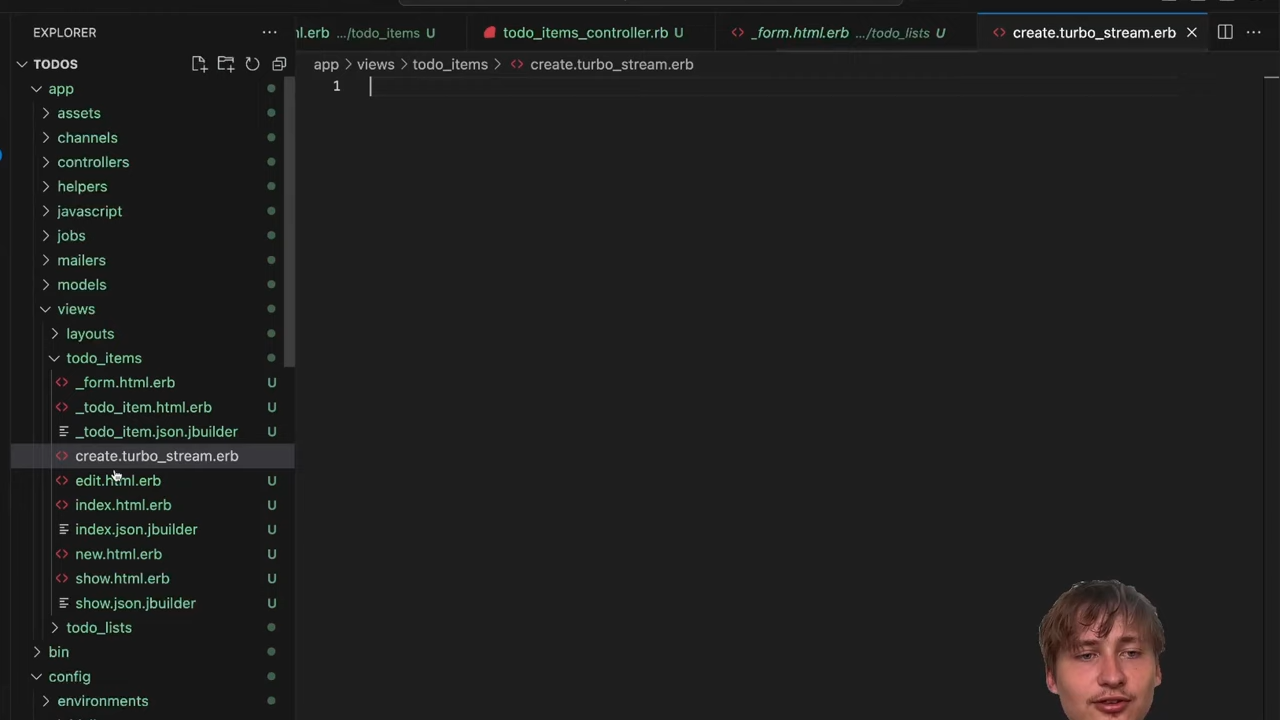 EXPLORER
TODOS
app
assets
channels
controllers
helpers
javascript
jobs
mailers
models
views
layouts
todo_items
_form.html.erb U
_todo_item.html.erb U
_todo_item.json.jbuilder U
create.turbo_stream.erb
edit.html.erb U
index.html.erb U
index.json.jbuilder U
new.html.erb U
show.html.erb U
show.json.jbuilder U
todo_lists
bin
config
environments
ml.erb .../todo_items U
todo_items_controller.rb U
_form.html.erb .../todo_lists U
create.turbo_stream.erb
app > views > todo_items > create.turbo_stream.erb
1